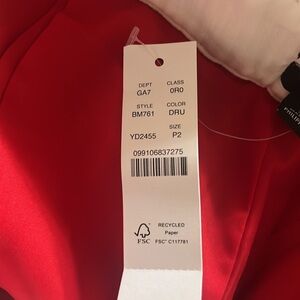 DEPT CLASS
GA7 0R0
STYLE COLOR
BM761 DRU
SIZE
YD2455 P2
099106837275
RECYCLED
Paper
FSC FSC® C117781